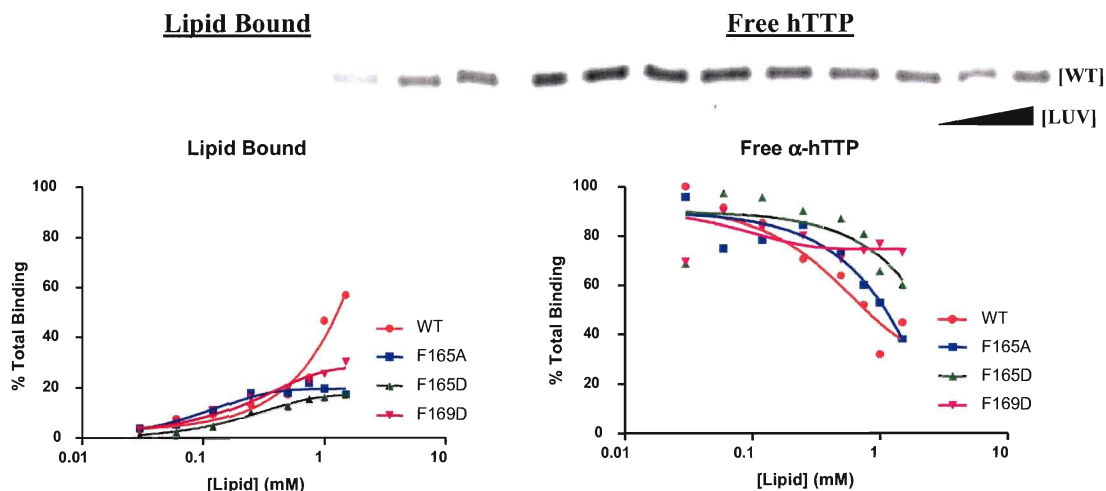 Lipid Bound
Free hTTP
[WT]
[LUV]
Lipid Bound
% Total Binding
100
80
60
40
20
0
0.01
0.1
1
10
[Lipid] (mM)
WT
F165A
F165D
F169D
Free α-hTTP
% Total Binding
100
80
60
40
20
0
0.01
0.1
1
10
[Lipid] (mM)
WT
F165A
F165D
F169D